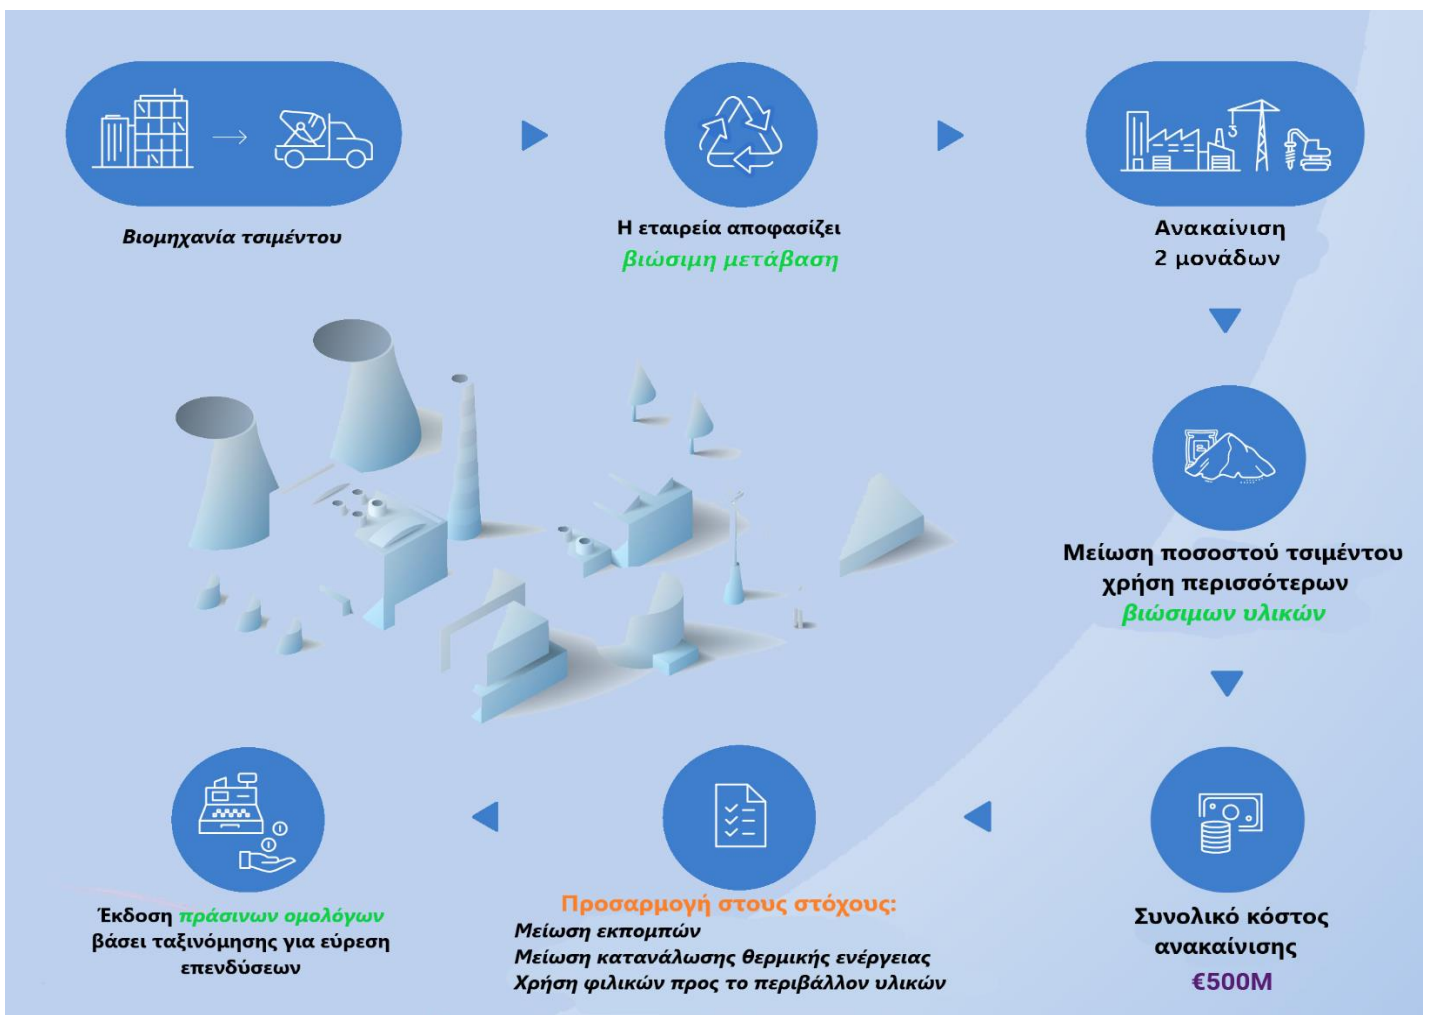 Βιομηχανία τσιμέντου
Η εταιρεία αποφασίζει
βιώσιμη μετάβαση
Ανακαίνιση
2 μονάδων
Μείωση ποσοστού τσιμέντου
χρήση περισσότερων
βιώσιμων υλικών
Συνολικό κόστος
ανακαίνισης
€500M
Προσαρμογή στους στόχους:
Μείωση εκπομπών
Μείωση κατανάλωσης θερμικής ενέργειας
Χρήση φιλικών προς το περιβάλλον υλικών
Έκδοση πράσινων ομολόγων
βάσει ταξινόμησης για εύρεση
επενδύσεων